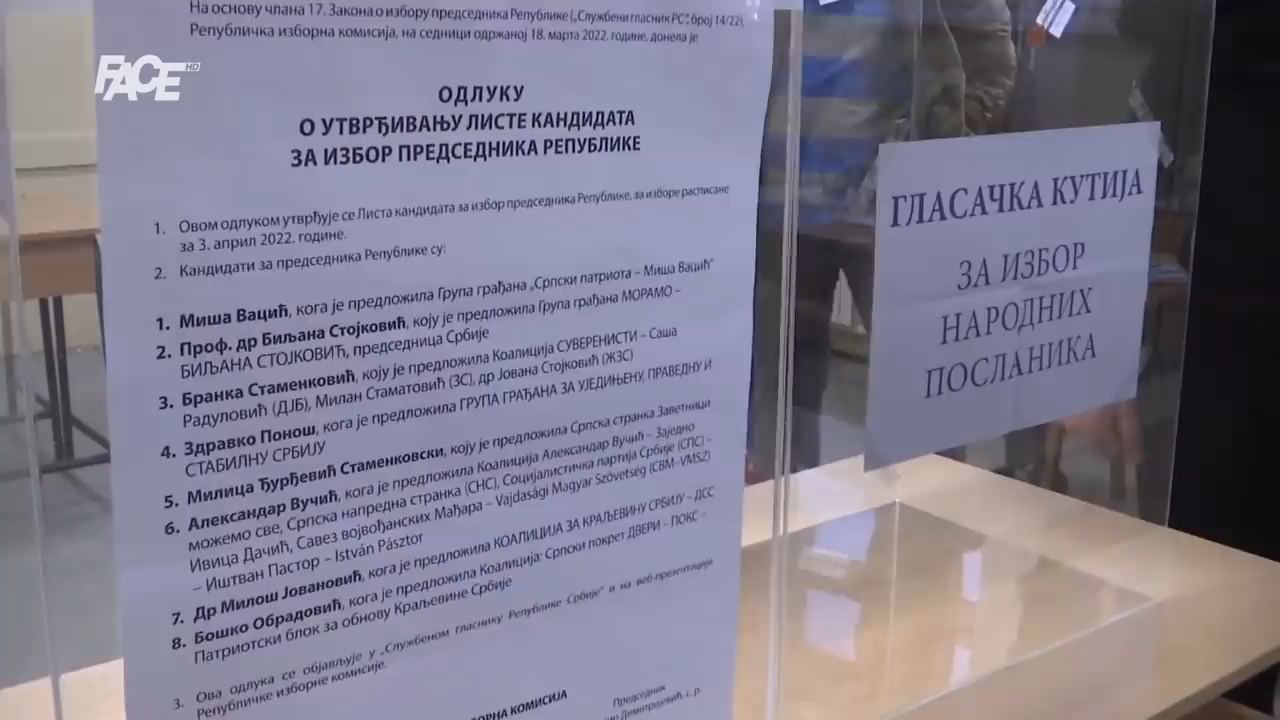 На основу члана 17. Закона о избору председника Републике („Службени гласник РС“, број 14/22),
Републичка изборна комисија, на седници одржаној 18. марта 2022. године, донела је
FACE HD
ОДЛУКУ
О УТВРЂИВАЊУ ЛИСТЕ КАНДИДАТА
ЗА ИЗБОР ПРЕДСЕДНИКА РЕПУБЛИКЕ
1. Овом одлуком утврђује се Листа кандидата за избор председника Републике, за изборе расписане
за 3. април 2022. године.
2. Кандидати за председника Републике су:
1. Миша Вацић, кога је предложила Група грађана „Српски патриота – Миша Вацић“
2. Проф. др Биљана Стојковић, коју је предложила Група грађана МОРАМО –
БИЉАНА СТОЈКОВИЋ, председница Србије
3. Бранка Стаменковић, коју је предложила Коалиција СУВЕРЕНИСТИ – Саша
Радуловић (ДЈБ), Милан Стаматовић (ЗС), др Јована Стојковић (ЖЗС)
4. Здравко Понош, кога је предложила ГРУПА ГРАЂАНА ЗА УЈЕДИЊЕНУ, ПРАВЕДНУ И
СТАБИЛНУ СРБИЈУ
5. Милица Ђурђевић Стаменковски, коју је предложила Српска странка Заветници
6. Александар Вучић, кога је предложила Коалиција Александар Вучић – Заједно
можемо све, Српска напредна странка (СНС), Социјалистичка партија Србије (СПС) –
Ивица Дачић, Савез војвођанских Мађара – Vajdasági Magyar Szövetség (СВМ–VMSZ)
– Иштван Пастор – István Pásztor
7. Др Милош Јовановић, кога је предложила КОАЛИЦИЈА ЗА КРАЉЕВИНУ СРБИЈУ – ДСС
8. Бошко Обрадовић, кога је предложила Коалиција: Српски покрет ДВЕРИ – ПОКС –
Патриотски блок за обнову Краљевине Србије
3. Ова одлука се објављује у „Службеном гласнику Републике Србије“ и на веб-презентацији
Републичке изборне комисије.
ОРНА КОМИСИЈА
Председник
Димитријевић, с. р.
ГЛАСАЧКА КУТИЈА
ЗА ИЗБОР
НАРОДНИХ
ПОСЛАНИКА